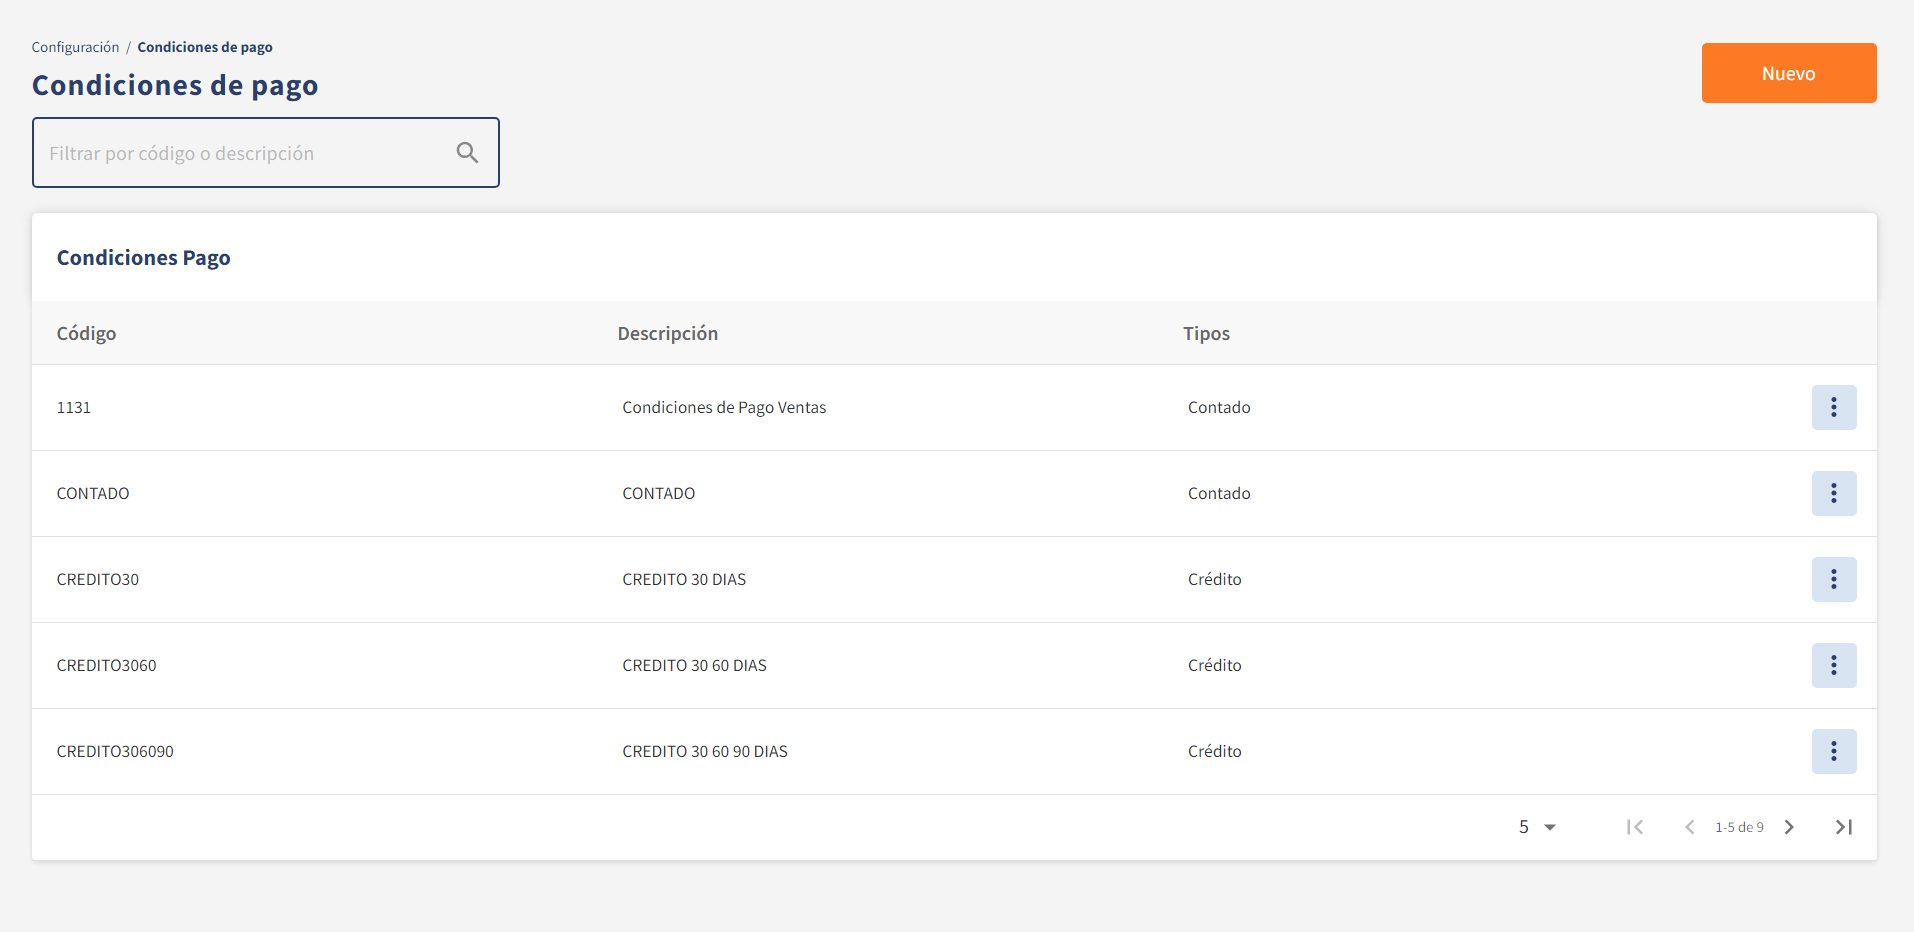 Configuración / Condiciones de pago
Condiciones de pago
Nuevo
Filtrar por código o descripción
Condiciones Pago
Código Descripción Tipos
1131 Condiciones de Pago Ventas Contado
CONTADO CONTADO Contado
CREDITO30 CREDITO 30 DIAS Crédito
CREDITO3060 CREDITO 30 60 DIAS Crédito
CREDITO306090 CREDITO 30 60 90 DIAS Crédito
5 1-5 de 9